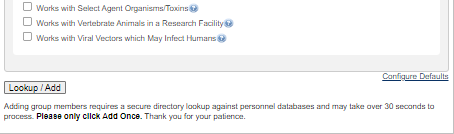 Works with Select Agent Organisms/Toxins
Works with Vertebrate Animals in a Research Facility
Works with Viral Vectors which May Infect Humans
Configure Defaults
Lookup / Add
Adding group members requires a secure directory lookup against personnel databases and may take over 30 seconds to
process. Please only click Add Once. Thank you for your patience.